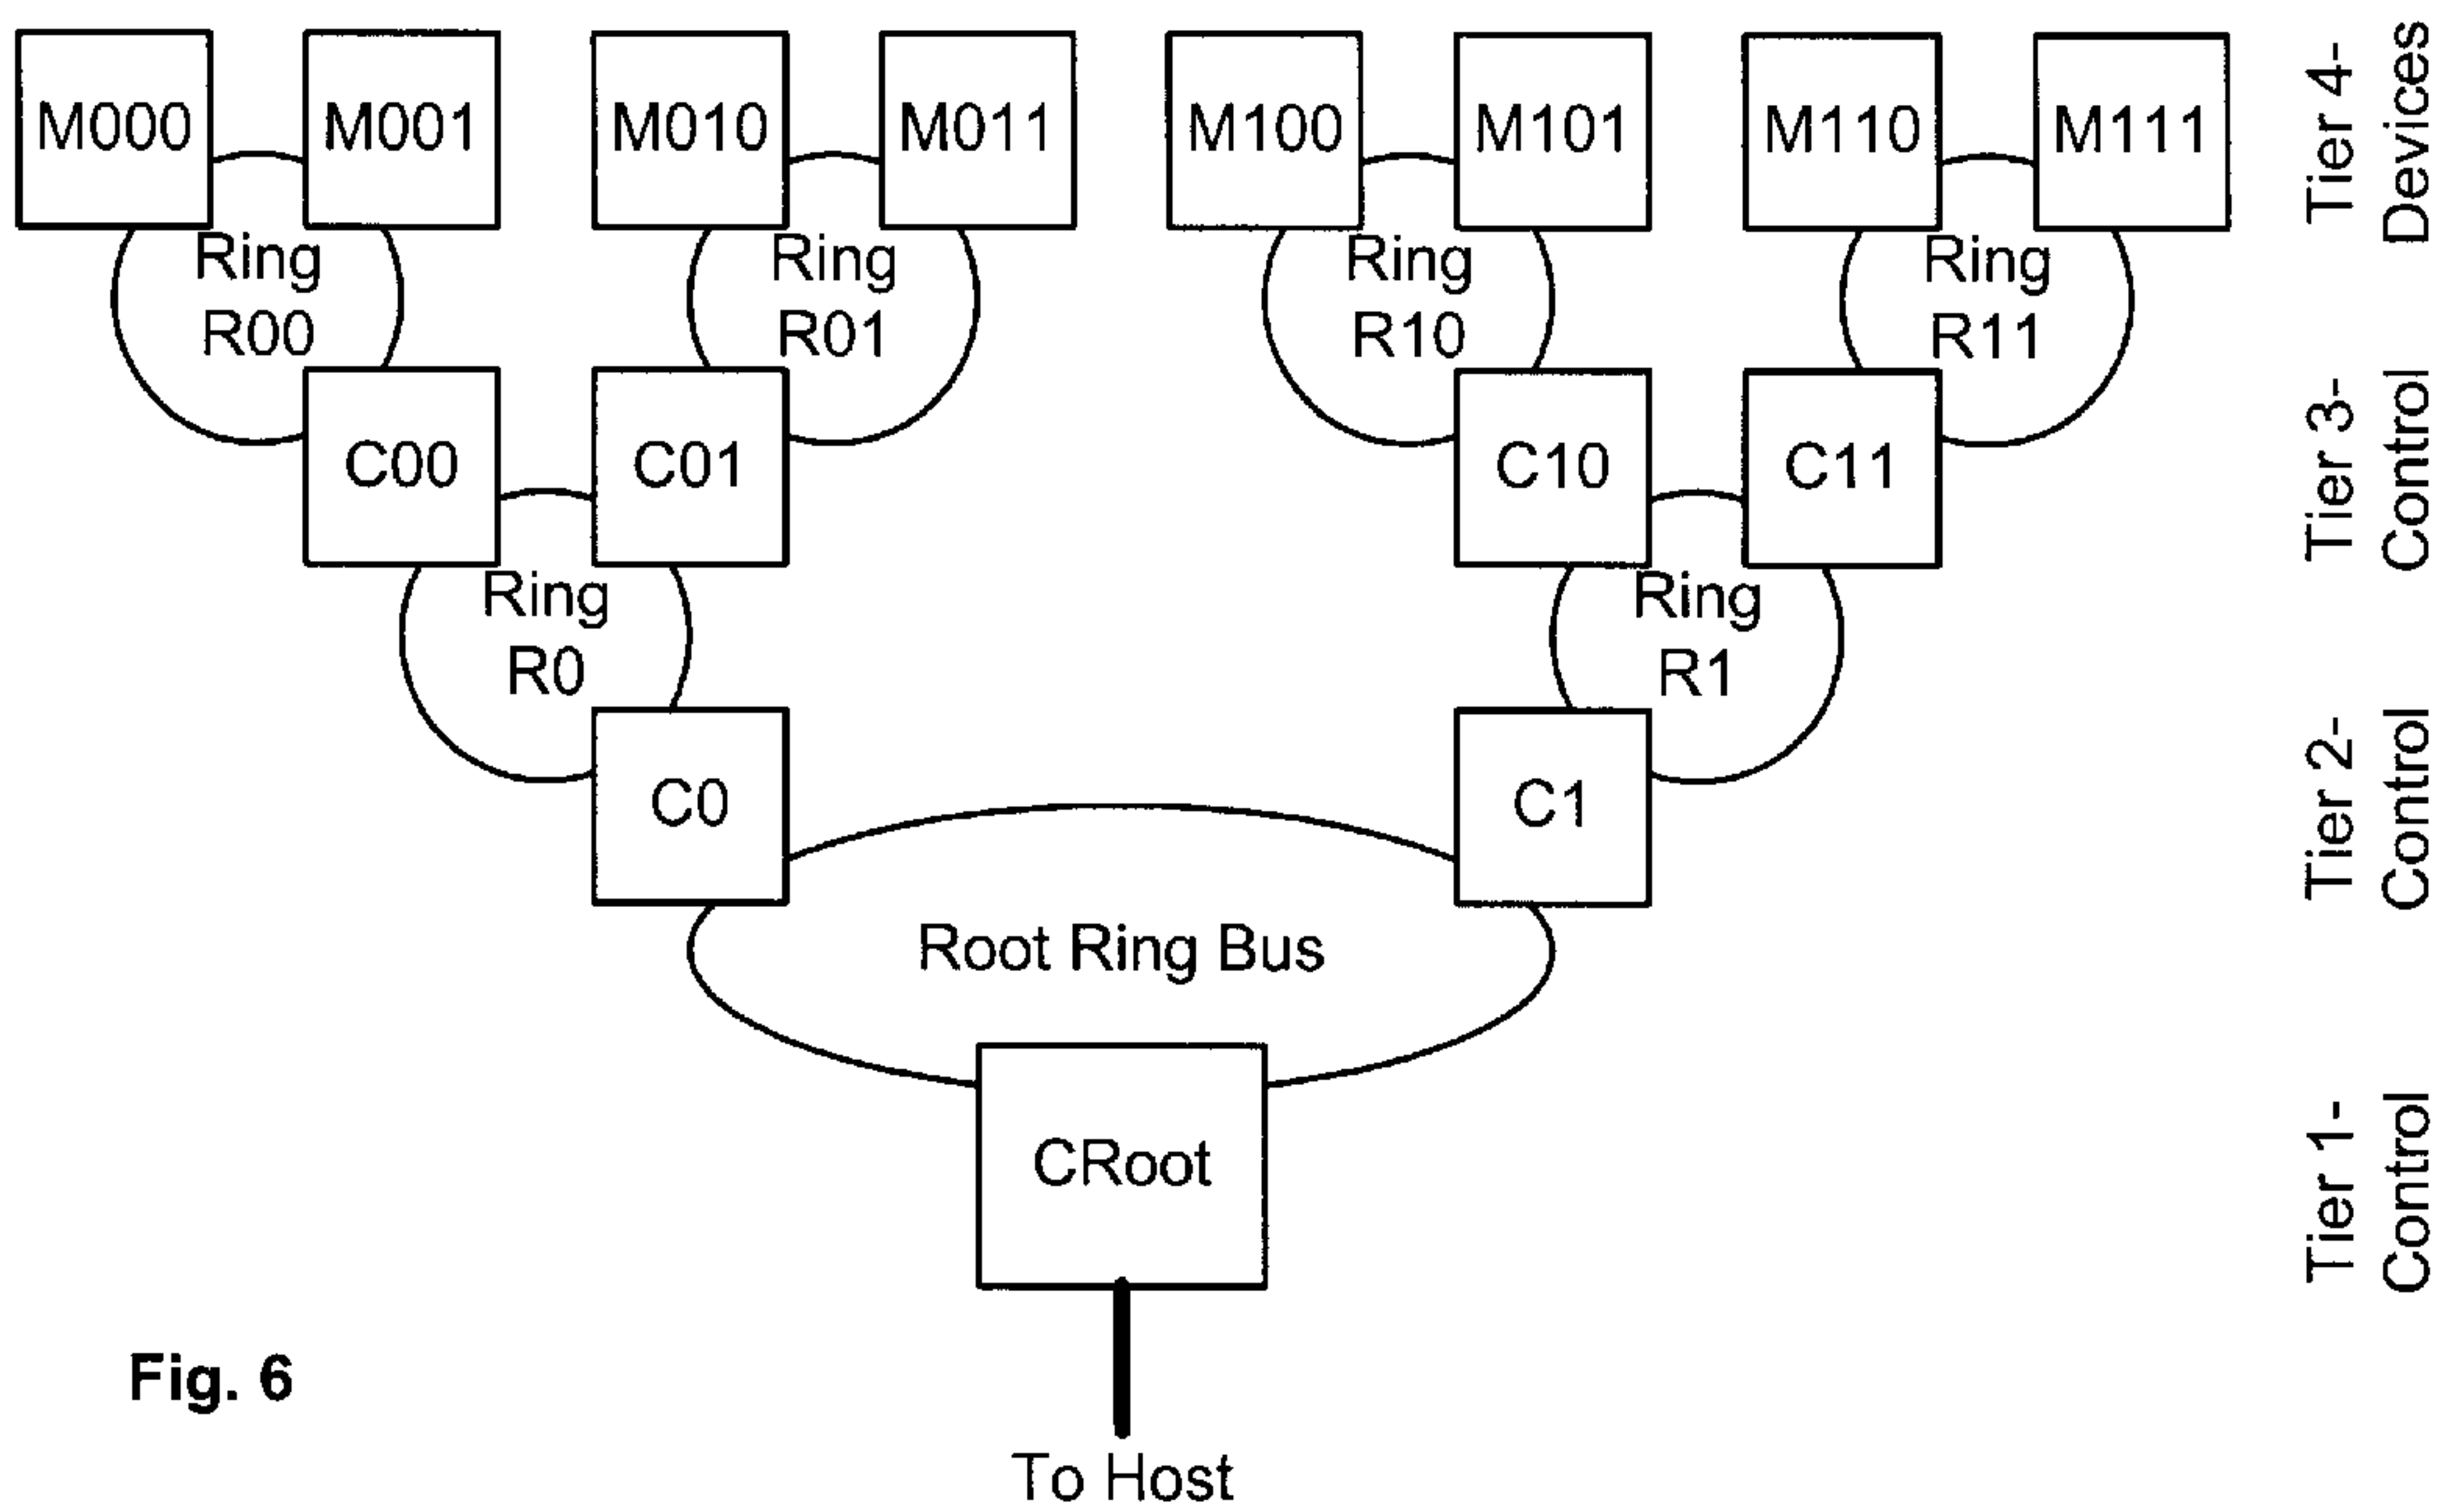 M000
M001
M010
M011
M100
M101
M110
M111
Tier 4-
Devices
Ring
R00
Ring
R01
Ring
R10
Ring
R11
C00
C01
C10
C11
Tier 3-
Control
Ring
R0
Ring
R1
C0
C1
Tier 2-
Control
Root Ring Bus
CRoot
Tier 1-
Control
Fig. 6
To Host